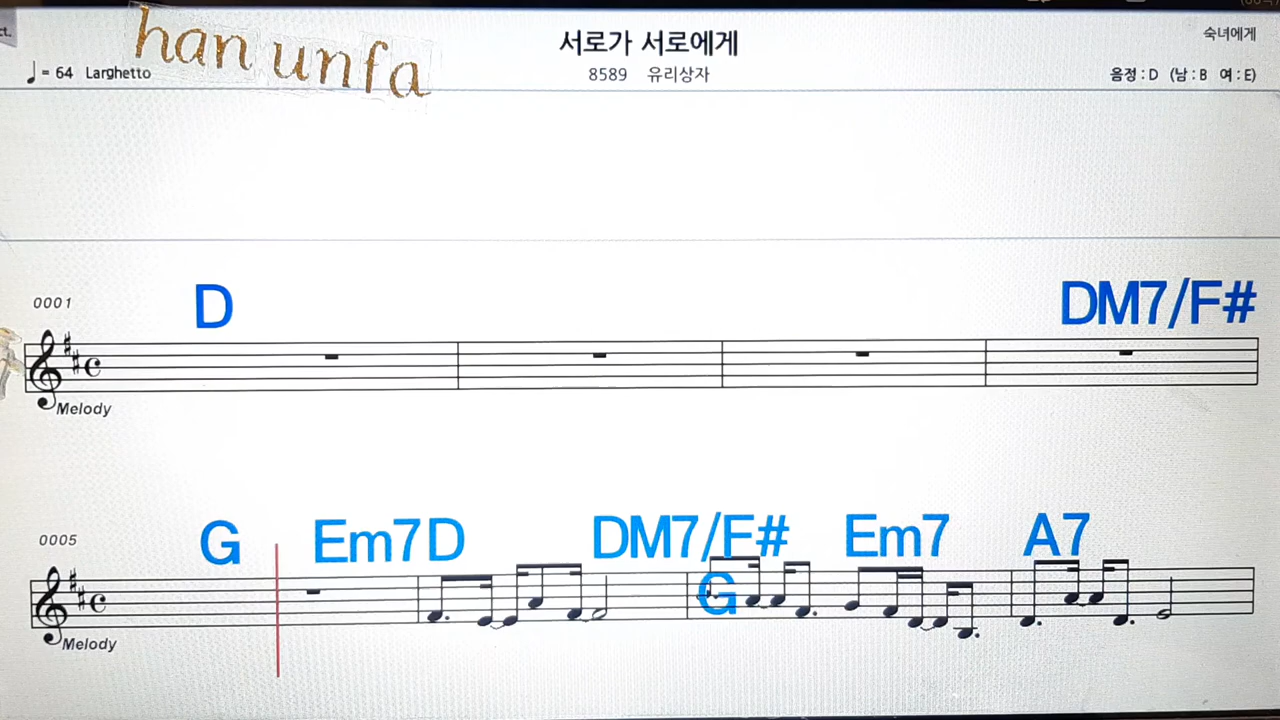 han unfa
서로가 서로에게
숙녀에게
♩= 64 Larghetto
8589 유리상자
음정 : D (남 : B 여 : E)
0001
D DM7/F#
Melody
0005
G Em7 D DM7/F# G Em7 A7
Melody